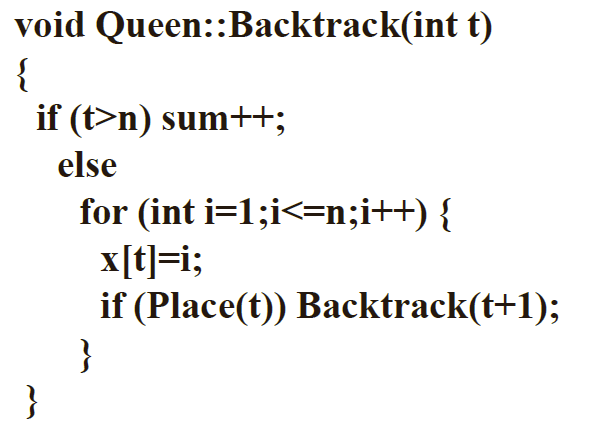 void Queen::Backtrack(int t)
{
if (t>n) sum++;
else
for (int i=1;i<=n;i++) {
x[t]=i;
if (Place(t)) Backtrack(t+1);
}
}